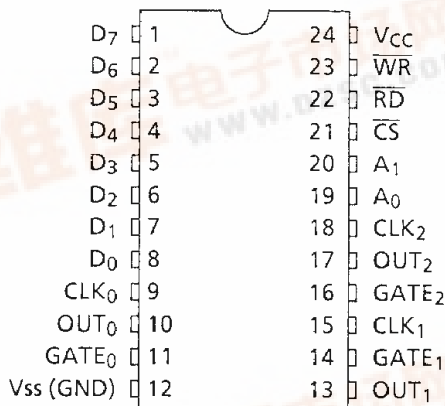 D7 1 24 VCC
D6 2 23 WR
D5 3 22 RD
D4 4 21 CS
D3 5 20 A1
D2 6 19 A0
D1 7 18 CLK2
D0 8 17 OUT2
CLK0 9 16 GATE2
OUT0 10 15 CLK1
GATE0 11 14 GATE1
Vss (GND) 12 13 OUT1